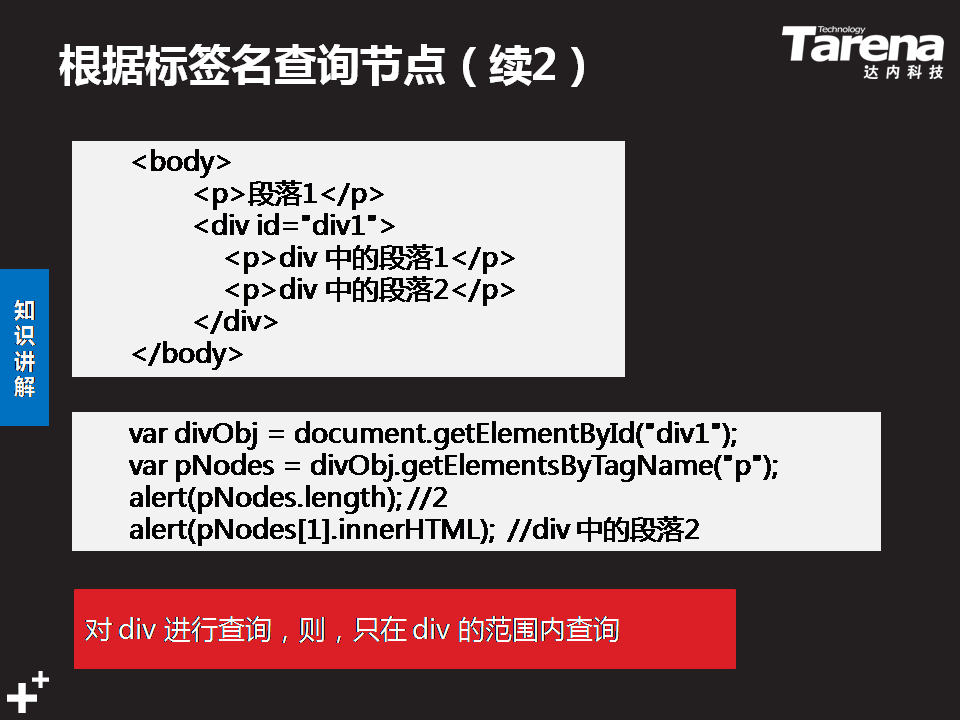 根据标签名查询节点（续2）
Technology
Tarena
达内科技
<body>
<p>段落1</p>
<div id="div1">
<p>div 中的段落1</p>
<p>div 中的段落2</p>
</div>
</body>
知识讲解
var divObj = document.getElementById("div1");
var pNodes = divObj.getElementsByTagName("p");
alert(pNodes.length); //2
alert(pNodes[1].innerHTML); //div 中的段落2
对 div 进行查询，则，只在 div 的范围内查询